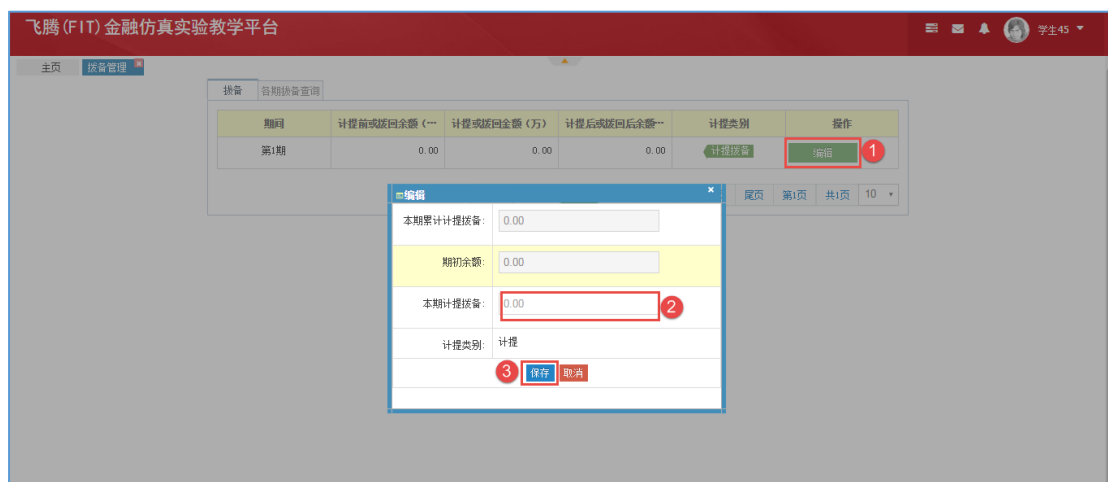 飞腾(FIT)金融仿真实验教学平台
学生45
主页 拨备管理
拨备 各期拨备查询
期间 计提前或拨回余额（… 计提或拨回金额（万） 计提后或拨回后余额… 计提类别 操作
第1期 0.00 0.00 0.00 计提拨备 编辑 1
尾页 第1页 共1页 10
编辑 ×
本期累计计提拨备: 0.00
期初余额: 0.00
本期计提拨备: 0.00 2
计提类别: 计提
3 保存 取消